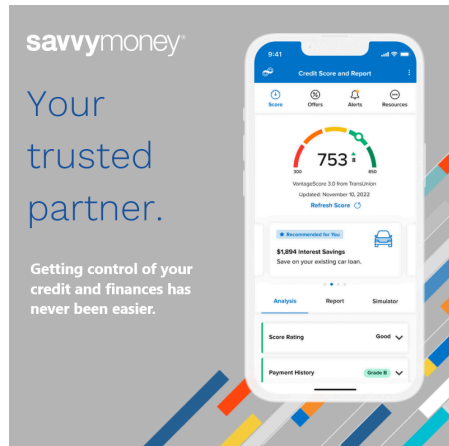 savvymoney®
Your
trusted
partner.
Getting control of your
credit and finances has
never been easier.
9:41
Credit Score and Report
Score Offers Alerts Resources
753 8
300 850
VantageScore 3.0 from TransUnion
Updated: November 10, 2022
Refresh Score
Recommended for You
$1,894 Interest Savings
Save on your existing car loan.
Analysis Report Simulator
Score Rating Good
Payment History Grade B